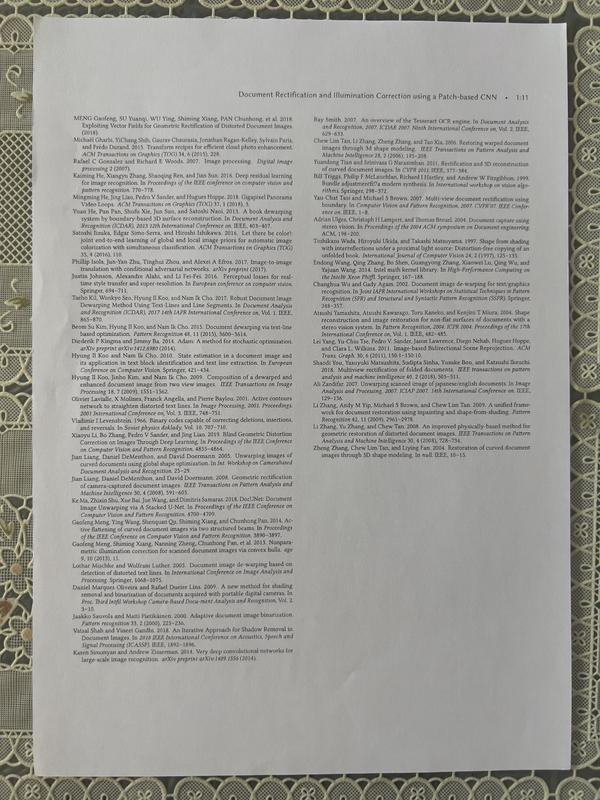 Document Rectification and Illumination Correction using a Patch-based CNN • 1:11
MENG Gaofeng, SU Yuanqi, WU Ying, Shiming Xiang, PAN Chunhong, et al. 2018.
Exploiting Vector Fields for Geometric Rectification of Distorted Document Images
(2018).
Michaël Gharbi, YiChang Shih, Gaurav Chaurasia, Jonathan Ragan-Kelley, Sylvain Paris,
and Frédo Durand. 2015. Transform recipes for efficient cloud photo enhancement.
ACM Transactions on Graphics (TOG) 34, 6 (2015), 228.
Rafael C Gonzalez and Richard E Woods. 2007. Image processing. Digital image
processing 2 (2007).
Kaiming He, Xiangyu Zhang, Shaoqing Ren, and Jian Sun. 2016. Deep residual learning
for image recognition. In Proceedings of the IEEE conference on computer vision and
pattern recognition. 770–778.
Mingming He, Jing Liao, Pedro V Sander, and Hugues Hoppe. 2018. Gigapixel Panorama
Video Loops. ACM Transactions on Graphics (TOG) 37, 1 (2018), 3.
Yuan He, Pan Pan, Shufu Xie, Jun Sun, and Satoshi Naoi. 2013. A book dewarping
system by boundary-based 3D surface reconstruction. In Document Analysis and
Recognition (ICDAR), 2013 12th International Conference on. IEEE, 403–407.
Satoshi Iizuka, Edgar Simo-Serra, and Hiroshi Ishikawa. 2016. Let there be color!:
joint end-to-end learning of global and local image priors for automatic image
colorization with simultaneous classification. ACM Transactions on Graphics (TOG)
35, 4 (2016), 110.
Phillip Isola, Jun-Yan Zhu, Tinghui Zhou, and Alexei A Efros. 2017. Image-to-image
translation with conditional adversarial networks. arXiv preprint (2017).
Justin Johnson, Alexandre Alahi, and Li Fei-Fei. 2016. Perceptual losses for real-
time style transfer and super-resolution. In European conference on computer vision.
Springer, 694–711.
Taeho Kil, Wonkyo Seo, Hyung Il Koo, and Nam Ik Cho. 2017. Robust Document Image
Dewarping Method Using Text-Lines and Line Segments. In Document Analysis
and Recognition (ICDAR), 2017 14th IAPR International Conference on, Vol. 1. IEEE,
865–870.
Beom Su Kim, Hyung Il Koo, and Nam Ik Cho. 2015. Document dewarping via text-line
based optimization. Pattern Recognition 48, 11 (2015), 3600–3614.
Diederik P Kingma and Jimmy Ba. 2014. Adam: A method for stochastic optimization.
arXiv preprint arXiv:1412.6980 (2014).
Hyung Il Koo and Nam Ik Cho. 2010. State estimation in a document image and
its application in text block identification and text line extraction. In European
Conference on Computer Vision. Springer, 421–434.
Hyung Il Koo, Jinho Kim, and Nam Ik Cho. 2009. Composition of a dewarped and
enhanced document image from two view images. IEEE Transactions on Image
Processing 18, 7 (2009), 1551–1562.
Olivier Lavialle, X Molines, Franck Angella, and Pierre Baylou. 2001. Active contours
network to straighten distorted text lines. In Image Processing, 2001. Proceedings.
2001 International Conference on, Vol. 3. IEEE, 748–751.
Vladimir I Levenshtein. 1966. Binary codes capable of correcting deletions, insertions,
and reversals. In Soviet physics doklady, Vol. 10. 707–710.
Xiaoyu Li, Bo Zhang, Pedro V Sander, and Jing Liao. 2019. Blind Geometric Distortion
Correction on Images Through Deep Learning. In Proceedings of the IEEE Conference
on Computer Vision and Pattern Recognition. 4855–4864.
Jian Liang, Daniel DeMenthon, and David Doermann. 2005. Unwarping images of
curved documents using global shape optimization. In Int. Workshop on Camerabased
Document Analysis and Recognition. 25–29.
Jian Liang, Daniel DeMenthon, and David Doermann. 2008. Geometric rectification
of camera-captured document images. IEEE Transactions on Pattern Analysis and
Machine Intelligence 30, 4 (2008), 591–605.
Ke Ma, Zhixin Shu, Xue Bai, Jue Wang, and Dimitris Samaras. 2018. DocUNet: Document
Image Unwarping via A Stacked U-Net. In Proceedings of the IEEE Conference on
Computer Vision and Pattern Recognition. 4700–4709.
Gaofeng Meng, Ying Wang, Shenquan Qu, Shiming Xiang, and Chunhong Pan. 2014. Ac-
tive flattening of curved document images via two structured beams. In Proceedings
of the IEEE Conference on Computer Vision and Pattern Recognition. 3890–3897.
Gaofeng Meng, Shiming Xiang, Nanning Zheng, Chunhong Pan, et al. 2013. Nonpara-
metric illumination correction for scanned document images via convex hulls. ago
9, 10 (2013), 11.
Lothar Mischke and Wolfram Luther. 2005. Document image de-warping based on
detection of distorted text lines. In International Conference on Image Analysis and
Processing. Springer, 1068–1075.
Daniel Marques Oliveira and Rafael Dueire Lins. 2009. A new method for shading
removal and binarization of documents acquired with portable digital cameras. In
Proc. Third Int'l Workshop Camera-Based Docu-ment Analysis and Recognition, Vol. 2.
3–10.
Jaakko Sauvola and Matti Pietikäinen. 2000. Adaptive document image binarization.
Pattern recognition 33, 2 (2000), 225–236.
Vatsal Shah and Vineet Gandhi. 2018. An Iterative Approach for Shadow Removal in
Document Images. In 2018 IEEE International Conference on Acoustics, Speech and
Signal Processing (ICASSP). IEEE, 1892–1896.
Karen Simonyan and Andrew Zisserman. 2014. Very deep convolutional networks for
large-scale image recognition. arXiv preprint arXiv:1409.1556 (2014).
Ray Smith. 2007. An overview of the Tesseract OCR engine. In Document Analysis
and Recognition, 2007. ICDAR 2007. Ninth International Conference on, Vol. 2. IEEE,
629–633.
Chew Lim Tan, Li Zhang, Zheng Zhang, and Tao Xia. 2006. Restoring warped document
images through 3d shape modeling. IEEE Transactions on Pattern Analysis and Machine
Intelligence 28, 2 (2006), 195–208.
Yuandong Tian and Srinivasa G Narasimhan. 2011. Rectification and 3D reconstruction
of curved document images. In CVPR 2011. IEEE, 377–384.
Bill Triggs, Philip F McLauchlan, Richard I Hartley, and Andrew W Fitzgibbon. 1999.
Bundle adjustmentfi!?a modern synthesis. In International workshop on vision algo-
rithms. Springer, 298–372.
Yau-Chat Tsoi and Michael S Brown. 2007. Multi-view document rectification using
boundary. In Computer Vision and Pattern Recognition, 2007. CVPR'07. IEEE Confer-
ence on. IEEE, 1–8.
Adrian Ulges, Christoph H Lampert, and Thomas Breuel. 2004. Document capture using
stereo vision. In Proceedings of the 2004 ACM symposium on Document engineering.
ACM, 198–200.
Toshikazu Wada, Hiroyuki Ukida, and Takashi Matsuyama. 1997. Shape from shading
with interreflections under a proximal light source: Distortion-free copying of an
unfolded book. International Journal of Computer Vision 24, 2 (1997), 125–135.
Endong Wang, Qing Zhang, Bo Shen, Guangyong Zhang, Xiaowei Lu, Qing Wu, and
Yajuan Wang. 2014. Intel math kernel library. In High-Performance Computing on
the Intel® Xeon Phi®. Springer, 167–188.
Changhua Wu and Gady Agam. 2002. Document image de-warping for text/graphics
recognition. In Joint IAPR International Workshops on Statistical Techniques in Pattern
Recognition (SPR) and Structural and Syntactic Pattern Recognition (SSPR). Springer,
348–357.
Atsushi Yamashita, Atsushi Kawarago, Toru Kaneko, and Kenjiro T Miura. 2004. Shape
reconstruction and image restoration for non-flat surfaces of documents with a
stereo vision system. In Pattern Recognition, 2004. ICPR 2004. Proceedings of the 17th
International Conference on, Vol. 1. IEEE, 482–485.
Lei Yang, Yu-Chiu Tse, Pedro V Sander, Jason Lawrence, Diego Nehab, Hugues Hoppe,
and Clara L Wilkins. 2011. Image-based Bidirectional Scene Reprojection. ACM
Trans. Graph. 30, 6 (2011), 150:1–150:10.
Shaodi You, Yasuyuki Matsushita, Sudipta Sinha, Yusuke Bou, and Katsushi Ikeuchi.
2018. Multiview rectification of folded documents. IEEE transactions on pattern
analysis and machine intelligence 40, 2 (2018), 505–511.
Ali Zandifar. 2007. Unwarping scanned image of japanese/english documents. In Image
Analysis and Processing, 2007. ICIAP 2007. 14th International Conference on. IEEE,
129–136.
Li Zhang, Andy M Yip, Michael S Brown, and Chew Lim Tan. 2009. A unified frame-
work for document restoration using inpainting and shape-from-shading. Pattern
Recognition 42, 11 (2009), 2961–2978.
Li Zhang, Yu Zhang, and Chew Tan. 2008. An improved physically-based method for
geometric restoration of distorted document images. IEEE Transactions on Pattern
Analysis and Machine Intelligence 30, 4 (2008), 728–734.
Zheng Zhang, Chew Lim Tan, and Liying Fan. 2004. Restoration of curved document
images through 3D shape modeling. In null. IEEE, 10–15.